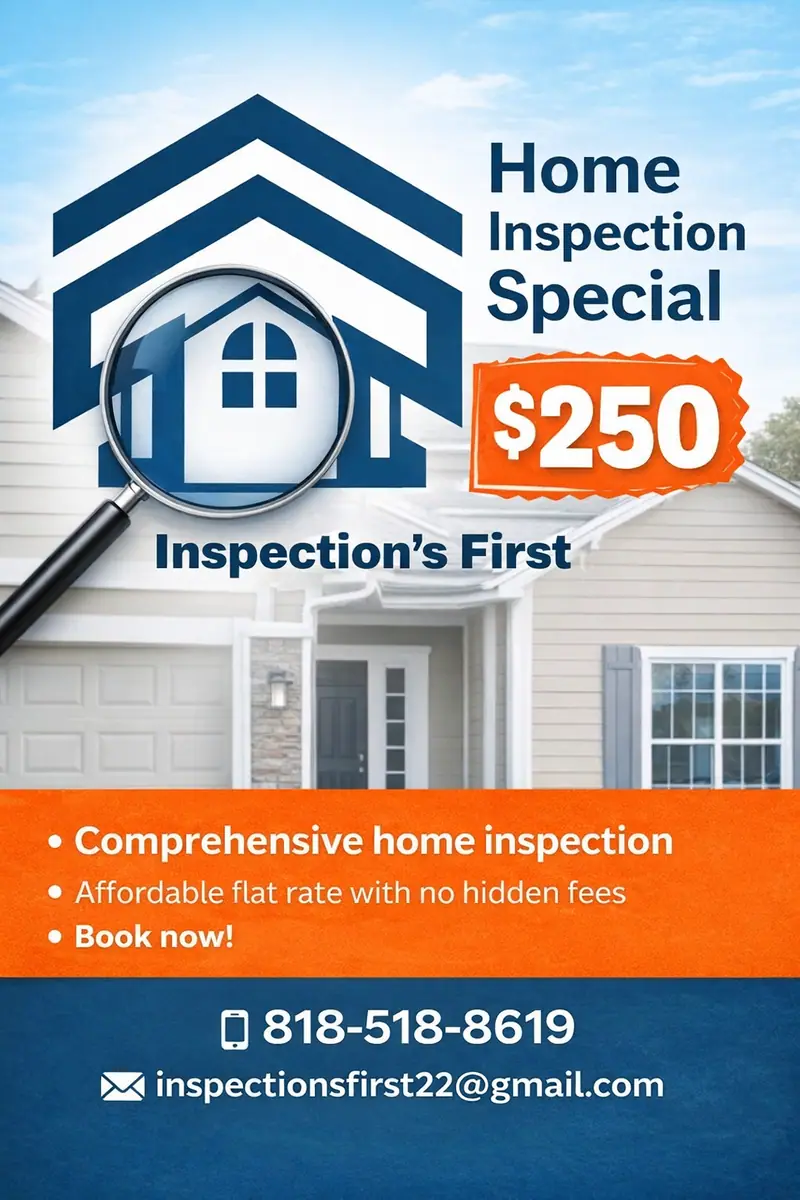 Home
Inspection
Special
$250
Inspection's First
• Comprehensive home inspection
• Affordable flat rate with no hidden fees
• Book now!
818-518-8619
inspectionsfirst22@gmail.com